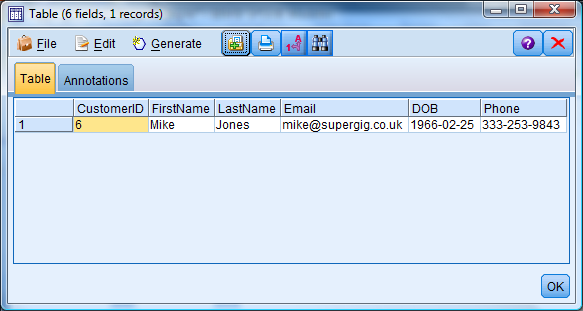 Table (6 fields, 1 records)
File Edit Generate
Table Annotations
CustomerID FirstName LastName Email DOB Phone
1 6 Mike Jones mike@supergig.co.uk 1966-02-25 333-253-9843
OK